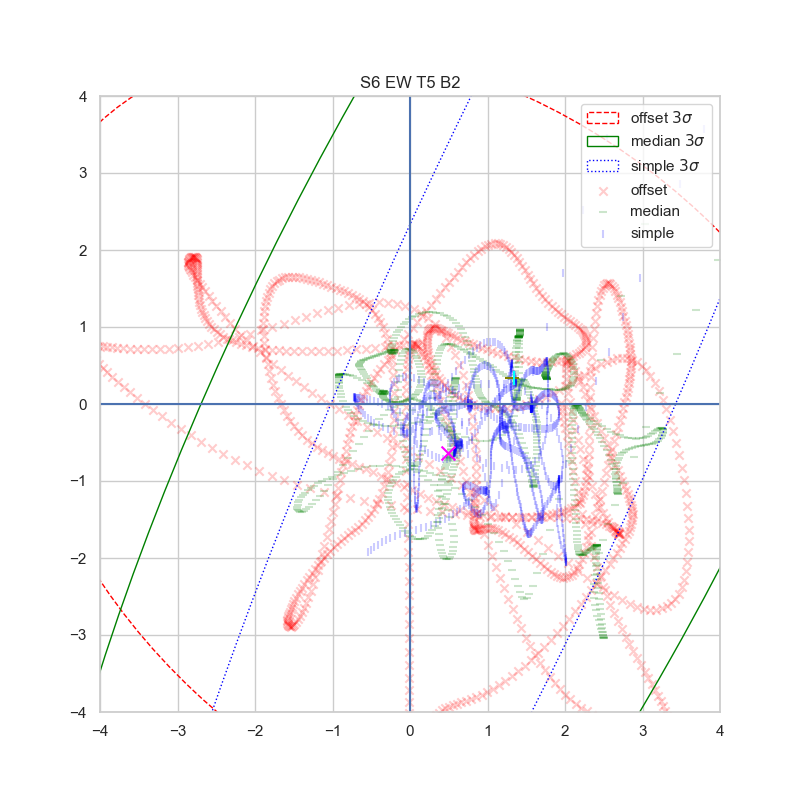 S6 EW T5 B2
offset 3σ
median 3σ
simple 3σ
offset
median
simple
4
3
2
1
0
−1
−2
−3
−4
−4 −3 −2 −1 0 1 2 3 4